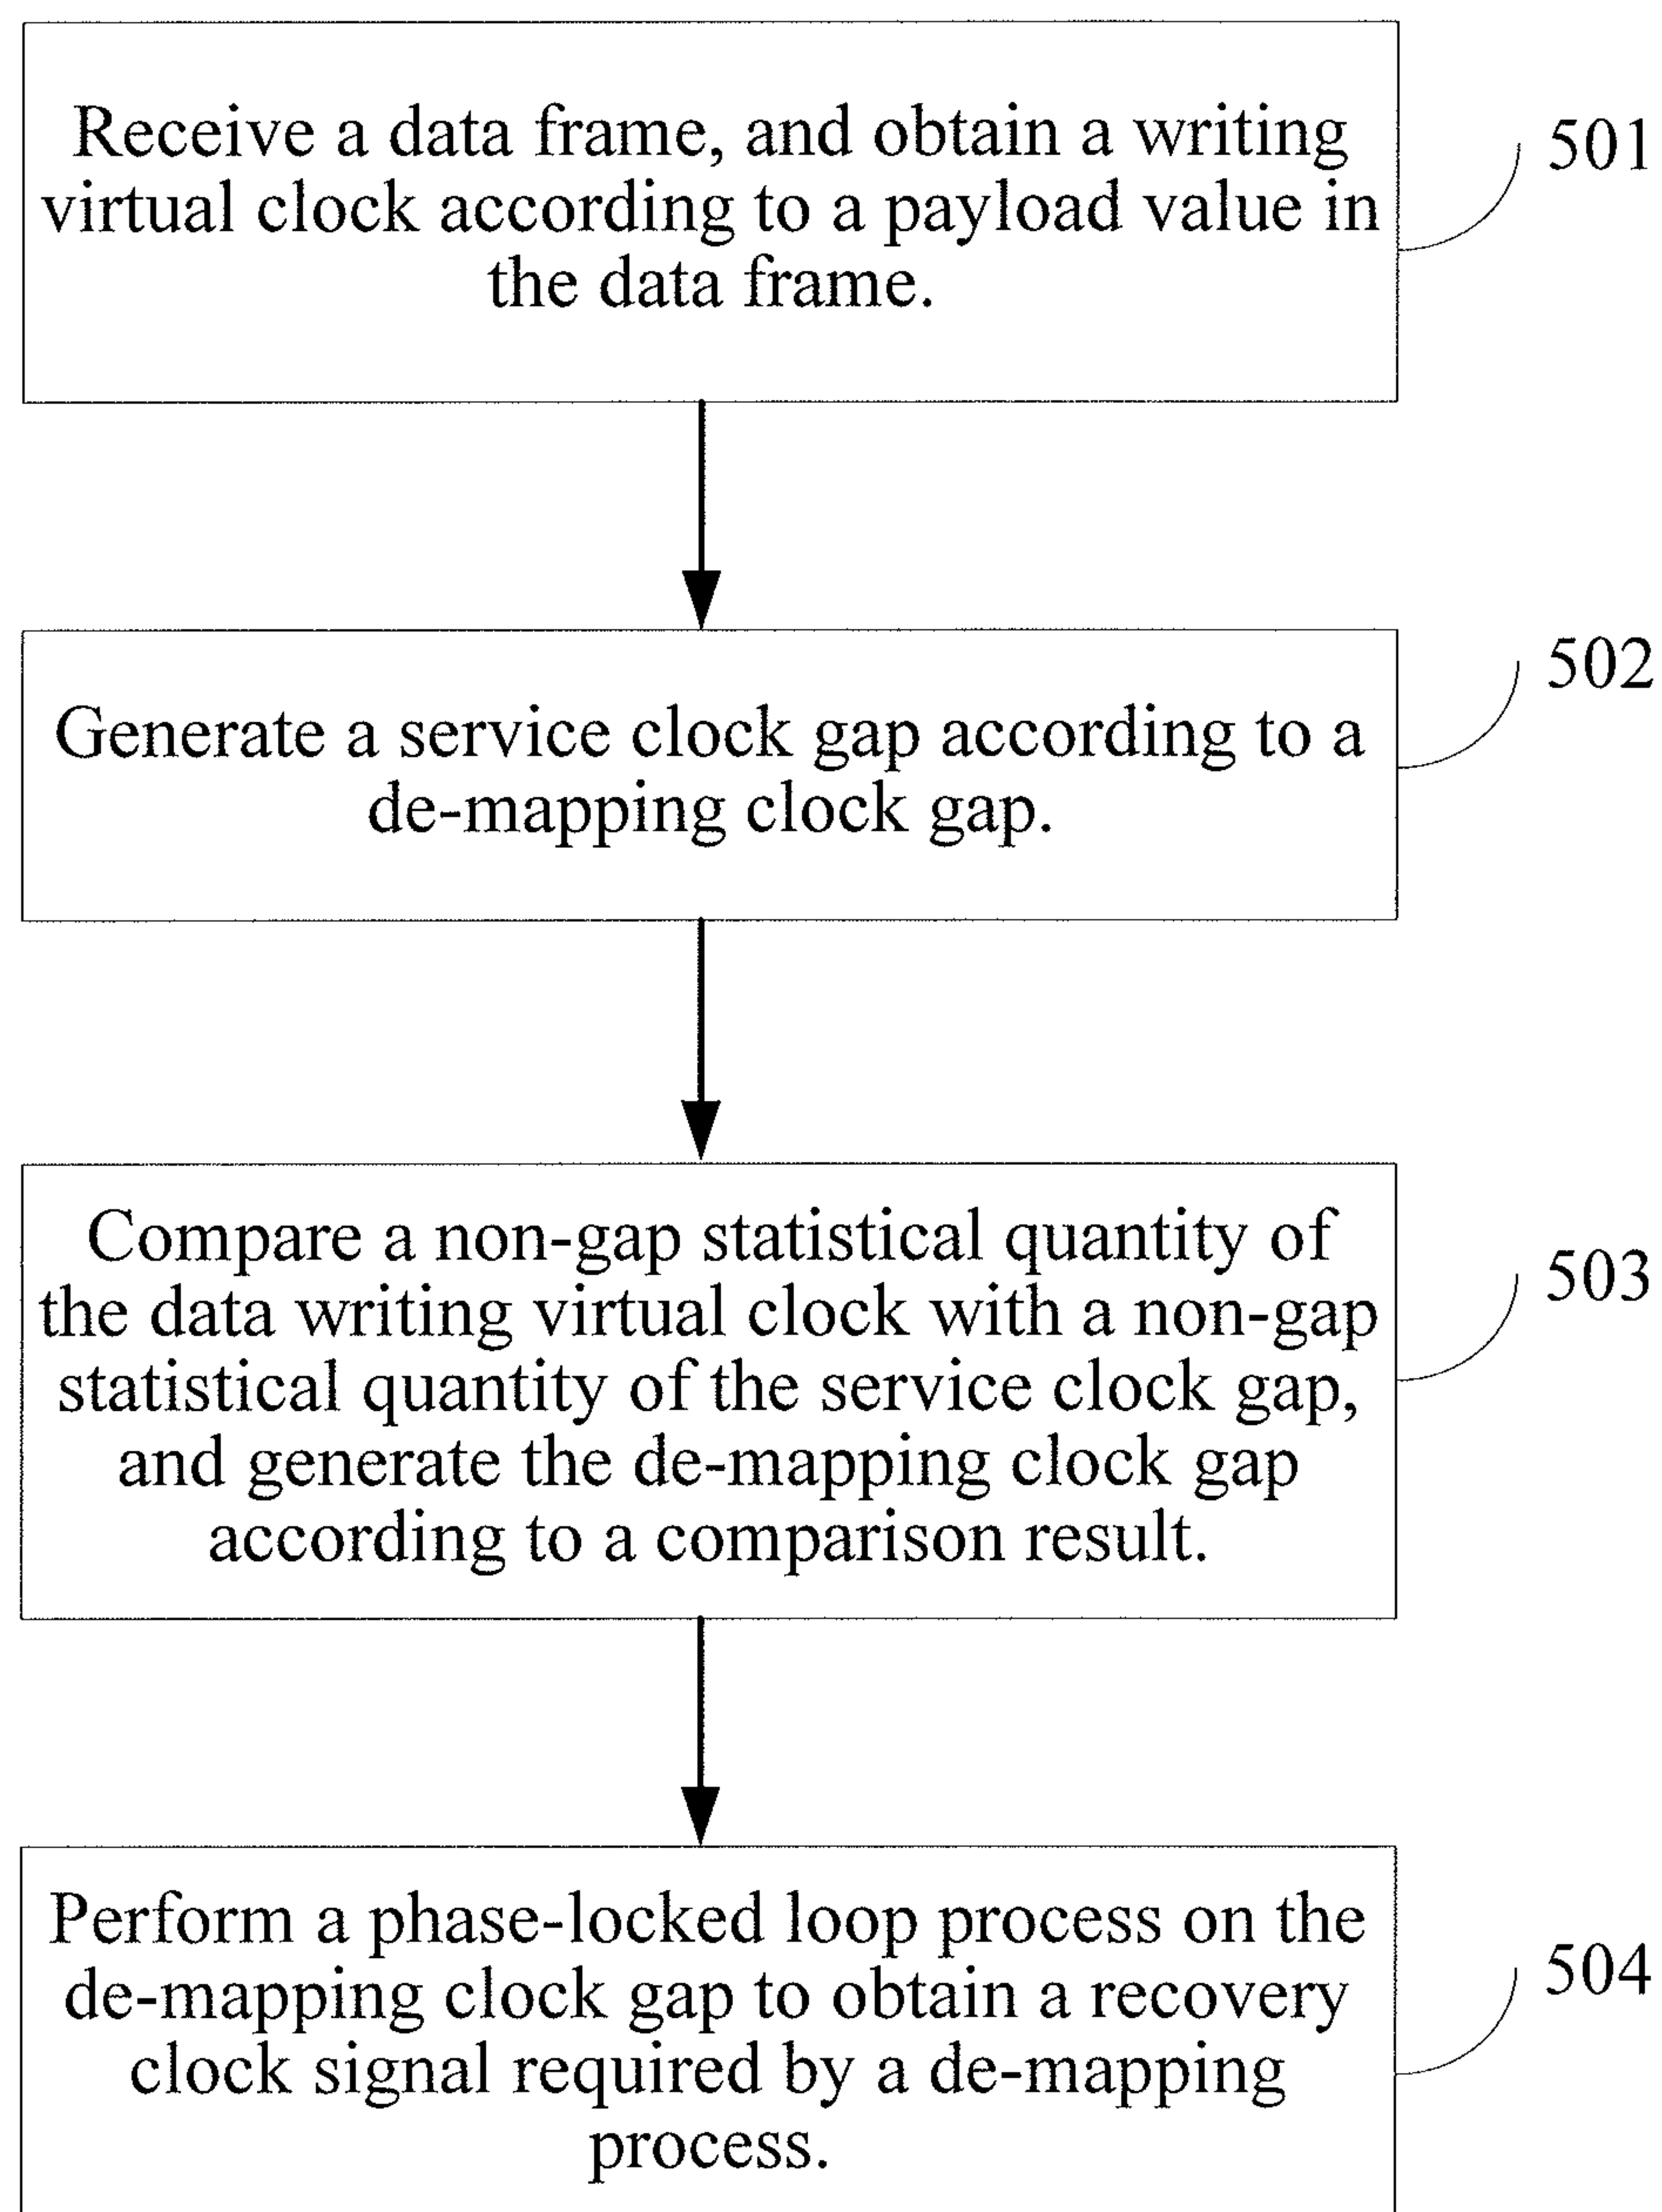 Receive a data frame, and obtain a writing
virtual clock according to a payload value in
the data frame.
501
Generate a service clock gap according to a
de-mapping clock gap.
502
Compare a non-gap statistical quantity of
the data writing virtual clock with a non-gap
statistical quantity of the service clock gap,
and generate the de-mapping clock gap
according to a comparison result.
503
Perform a phase-locked loop process on the
de-mapping clock gap to obtain a recovery
clock signal required by a de-mapping
process.
504